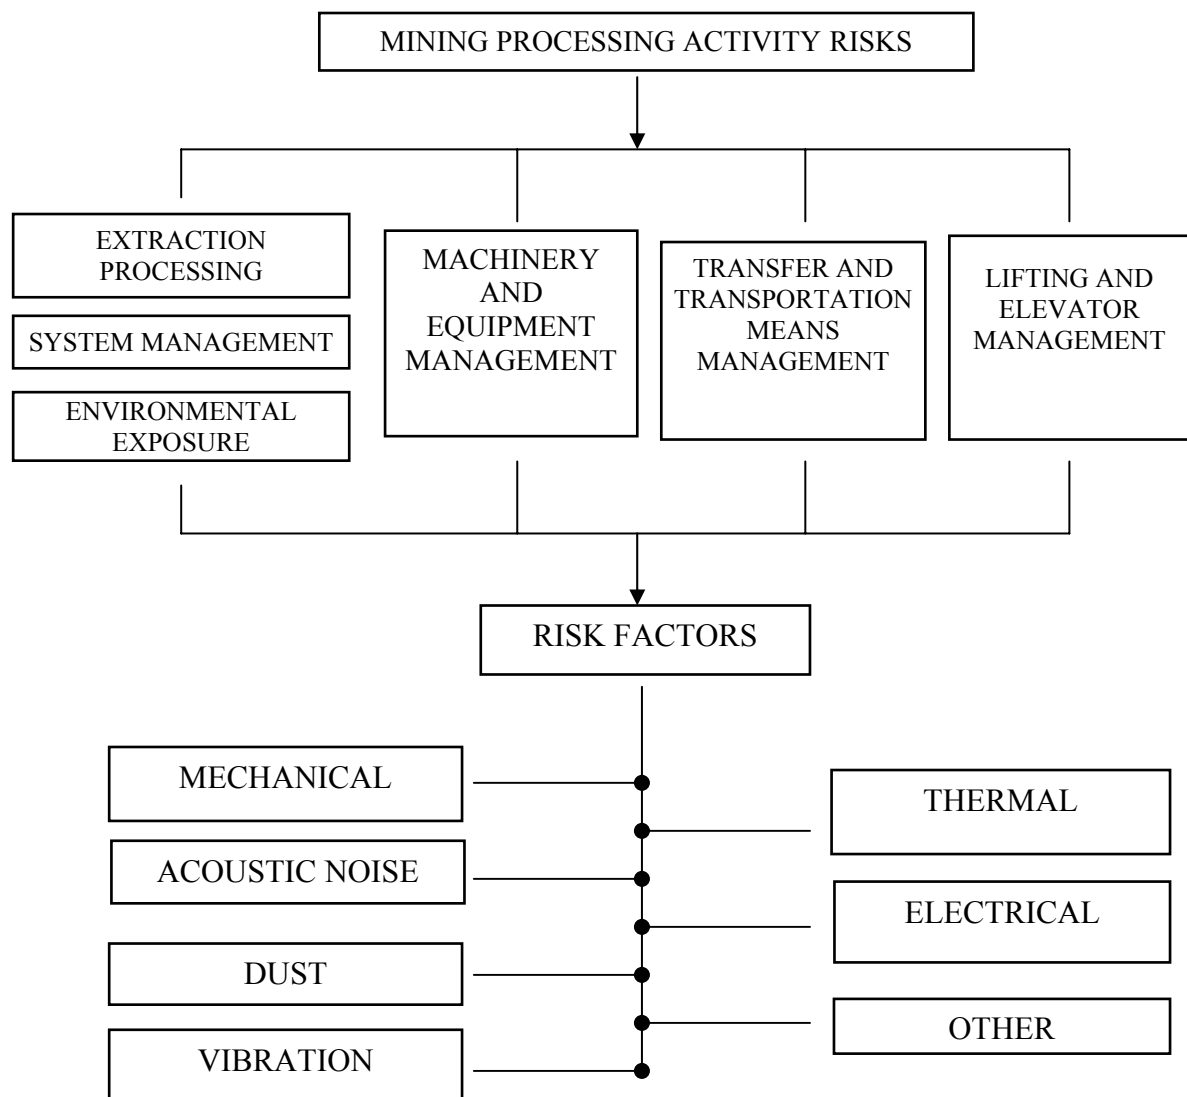 MINING PROCESSING ACTIVITY RISKS
EXTRACTION
PROCESSING
SYSTEM MANAGEMENT
ENVIRONMENTAL
EXPOSURE
MACHINERY
AND
EQUIPMENT
MANAGEMENT
TRANSFER AND
TRANSPORTATION
MEANS
MANAGEMENT
LIFTING AND
ELEVATOR
MANAGEMENT
RISK FACTORS
MECHANICAL
ACOUSTIC NOISE
DUST
VIBRATION
THERMAL
ELECTRICAL
OTHER